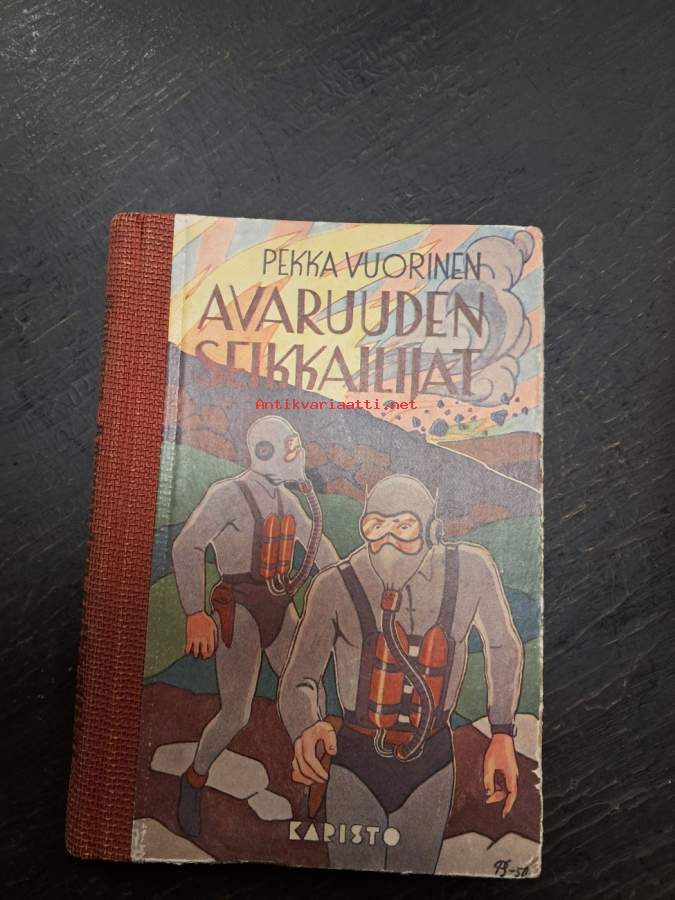 PEKKA VUORINEN
AVARUUDEN
SEIKKAILIJAT
Antikvariaatti.net
KARISTO